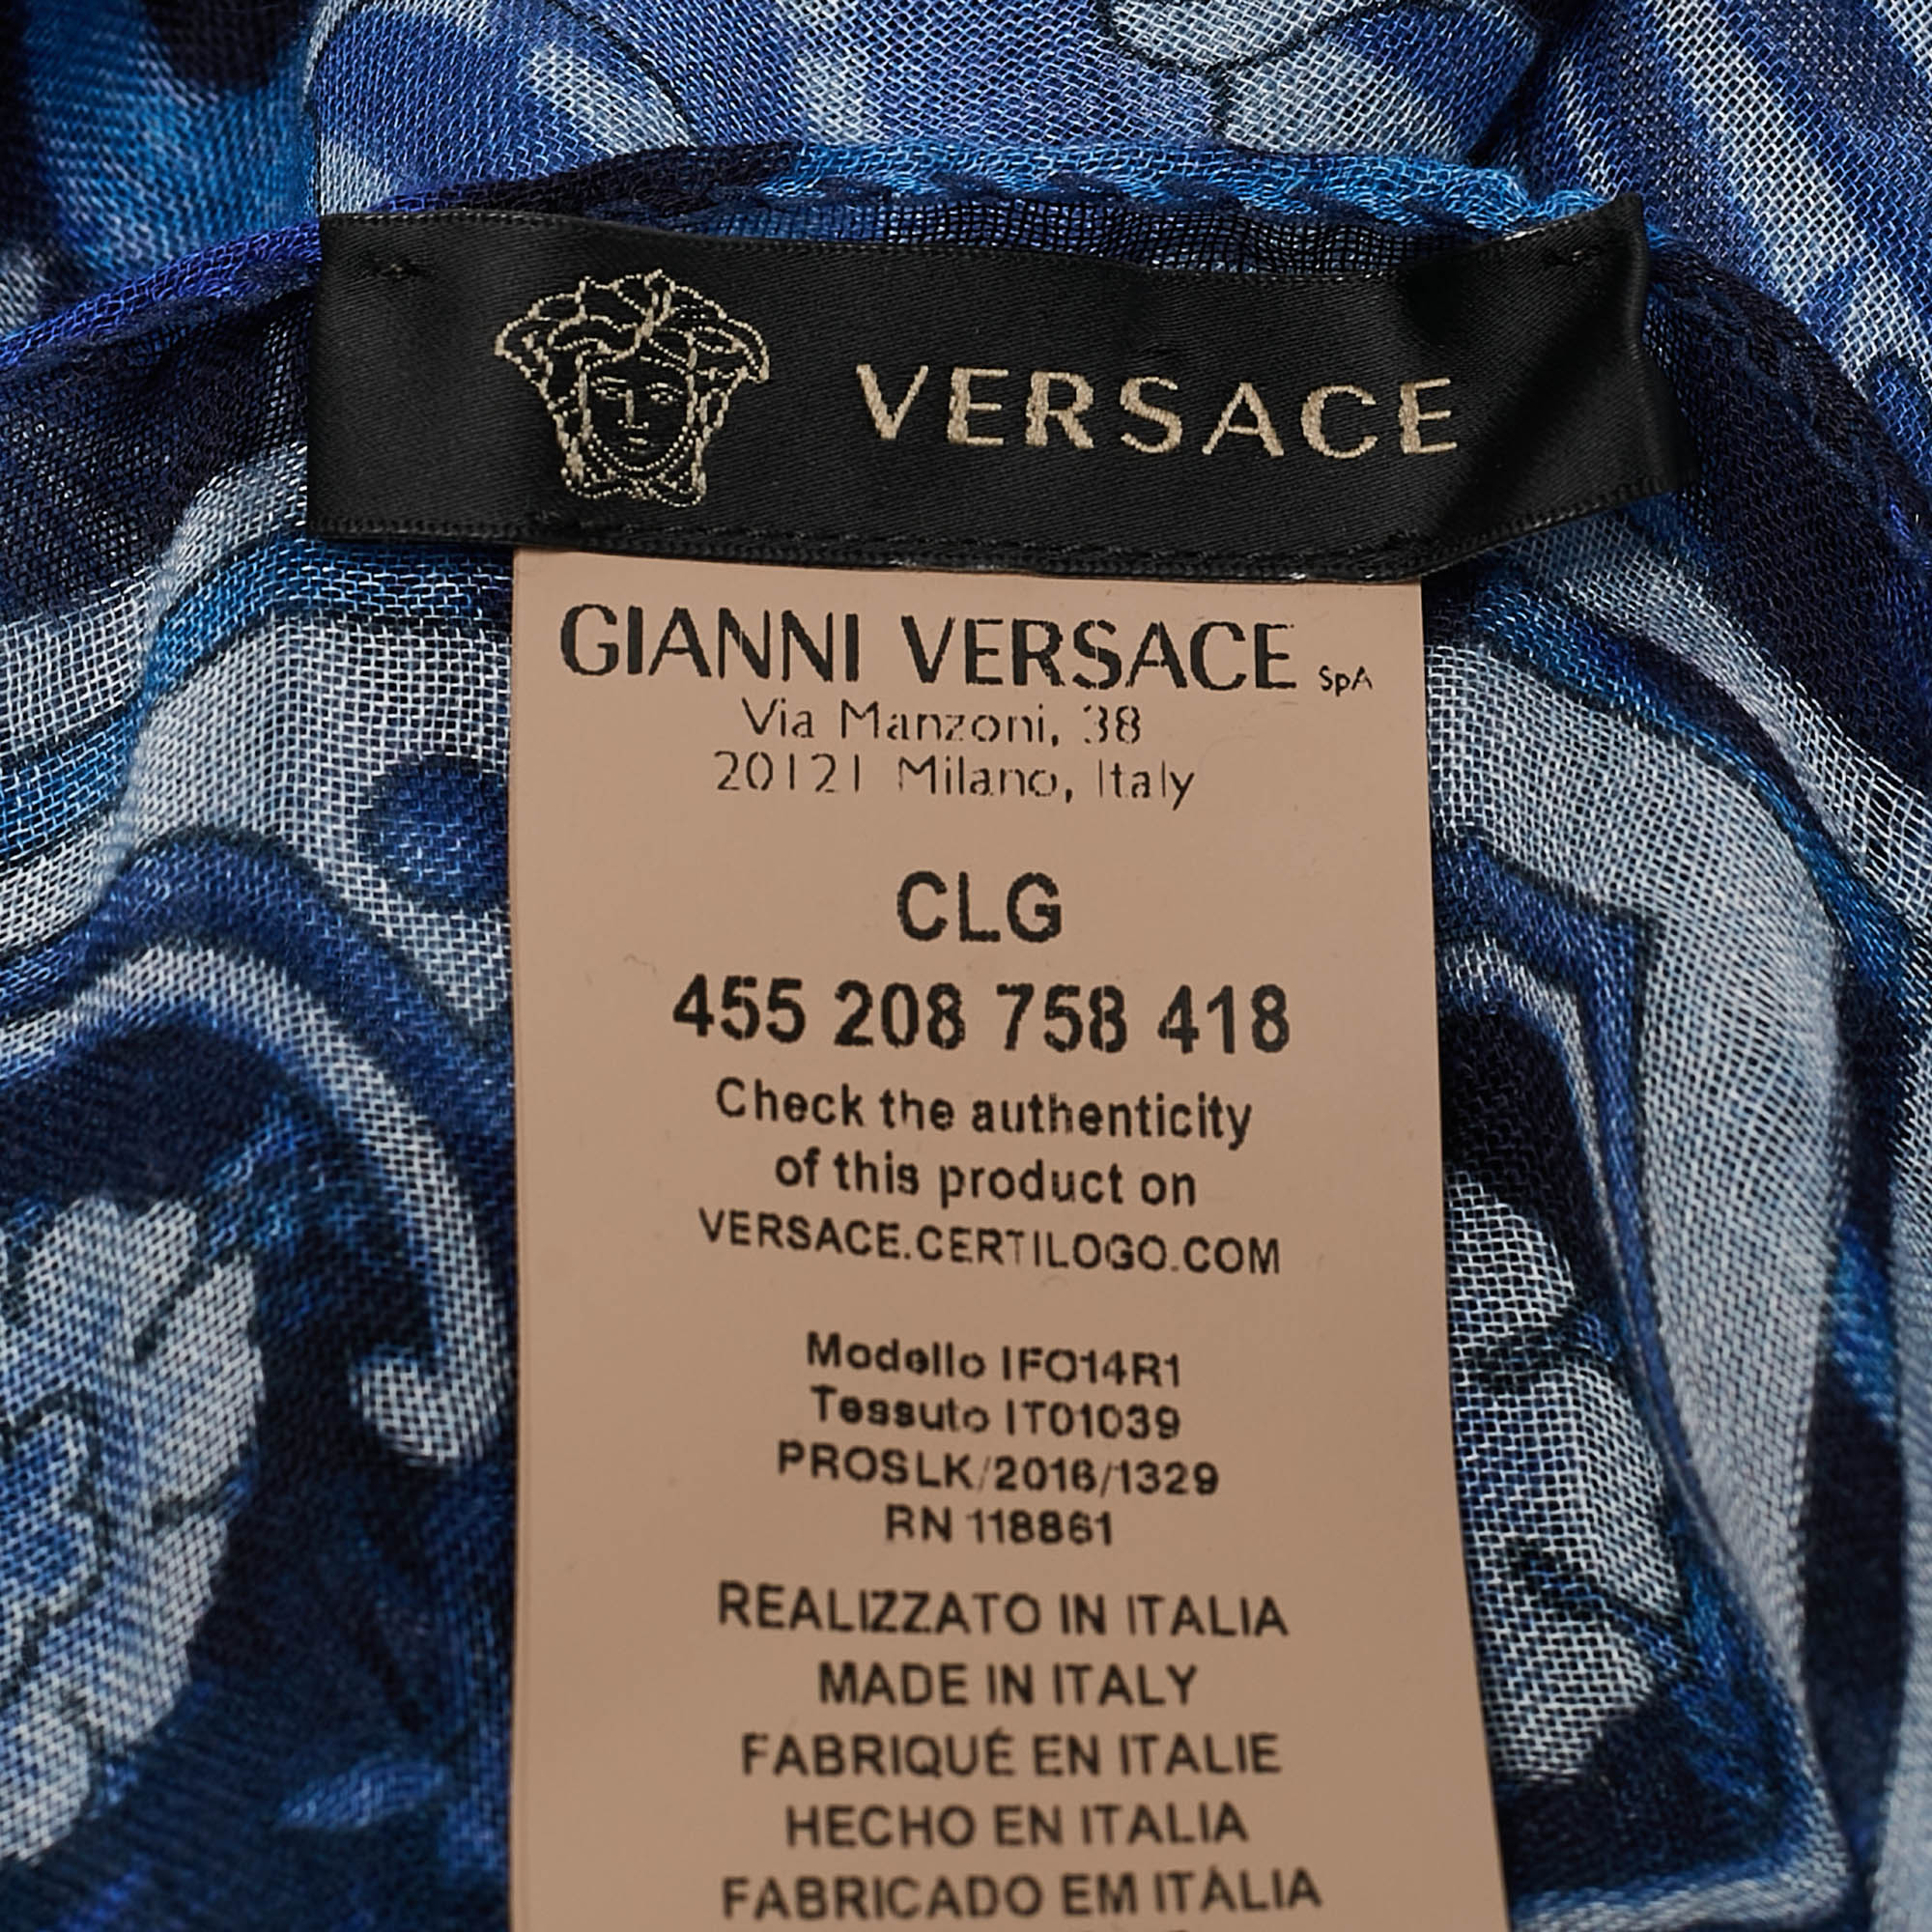 VERSACE
GIANNI VERSACE SpA
Via Manzoni, 38
20121 Milano, Italy
CLG
455 208 758 418
Check the authenticity
of this product on
VERSACE.CERTILOGO.COM
Modello IFO14R1
Tessuto IT01039
PROSLK/2016/1329
RN 118861
REALIZZATO IN ITALIA
MADE IN ITALY
FABRIQUÉ EN ITALIE
HECHO EN ITALIA
FABRICADO EM ITÁLIA